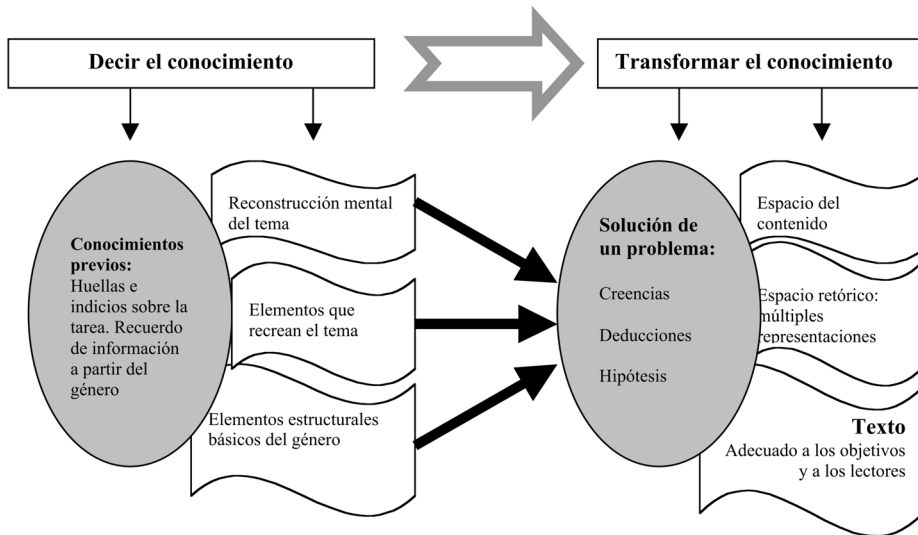 Decir el conocimiento
Transformar el conocimiento
Conocimientos
previos:
Huellas e
indicios sobre la
tarea. Recuerdo
de información
a partir del
género
Reconstrucción mental
del tema
Elementos que
recrean el tema
Elementos estructurales
básicos del género
Solución de
un problema:
Creencias
Deducciones
Hipótesis
Espacio del
contenido
Espacio retórico:
múltiples
representaciones
Texto
Adecuado a los objetivos
y a los lectores